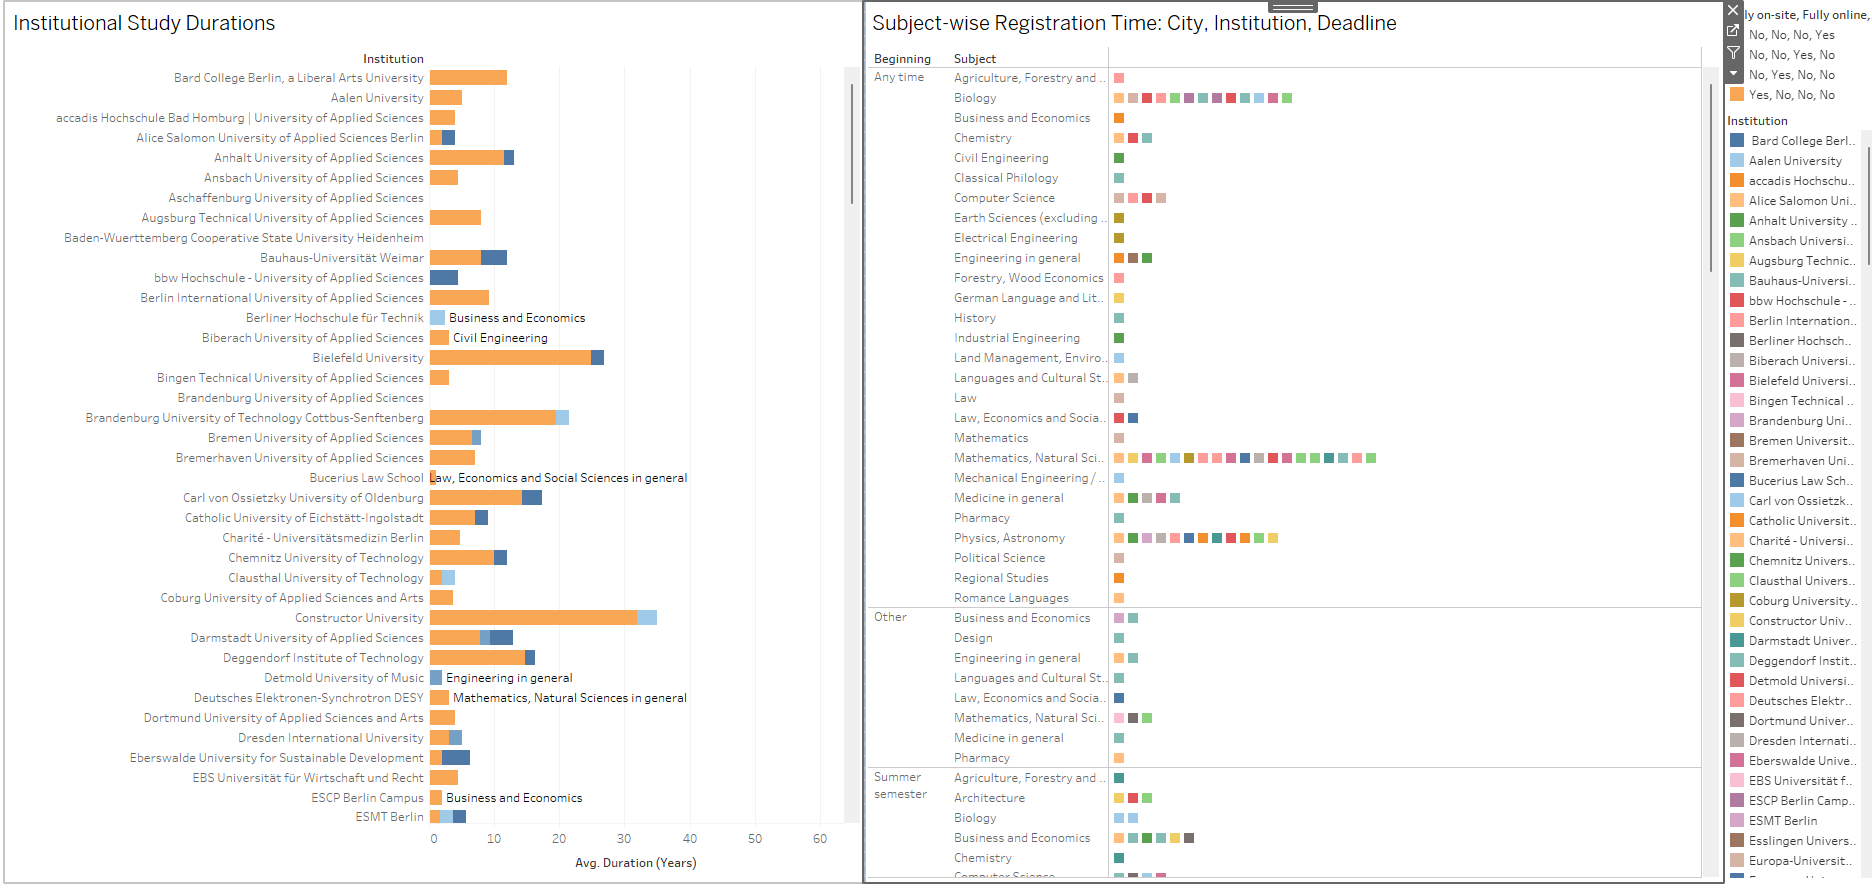 Institutional Study Durations
Institution
Bard College Berlin, a Liberal Arts University
Aalen University
accadis Hochschule Bad Homburg | University of Applied Sciences
Alice Salomon University of Applied Sciences Berlin
Anhalt University of Applied Sciences
Ansbach University of Applied Sciences
Aschaffenburg University of Applied Sciences
Augsburg Technical University of Applied Sciences
Baden-Wuerttemberg Cooperative State University Heidenheim
Bauhaus-Universität Weimar
bbw Hochschule - University of Applied Sciences
Berlin International University of Applied Sciences
Berliner Hochschule für Technik Business and Economics
Biberach University of Applied Sciences Civil Engineering
Bielefeld University
Bingen Technical University of Applied Sciences
Brandenburg University of Applied Sciences
Brandenburg University of Technology Cottbus-Senftenberg
Bremen University of Applied Sciences
Bremerhaven University of Applied Sciences
Bucerius Law School Law, Economics and Social Sciences in general
Carl von Ossietzky University of Oldenburg
Catholic University of Eichstätt-Ingolstadt
Charité - Universitätsmedizin Berlin
Chemnitz University of Technology
Clausthal University of Technology
Coburg University of Applied Sciences and Arts
Constructor University
Darmstadt University of Applied Sciences
Deggendorf Institute of Technology
Detmold University of Music Engineering in general
Deutsches Elektronen-Synchrotron DESY Mathematics, Natural Sciences in general
Dortmund University of Applied Sciences and Arts
Dresden International University
Eberswalde University for Sustainable Development
EBS Universität für Wirtschaft und Recht
ESCP Berlin Campus Business and Economics
ESMT Berlin
0 10 20 30 40 50 60
Avg. Duration (Years)
Subject-wise Registration Time: City, Institution, Deadline
Beginning Subject
Any time Agriculture, Forestry and ..
Biology
Business and Economics
Chemistry
Civil Engineering
Classical Philology
Computer Science
Earth Sciences (excluding ..
Electrical Engineering
Engineering in general
Forestry, Wood Economics
German Language and Lit..
History
Industrial Engineering
Land Management, Enviro..
Languages and Cultural St..
Law
Law, Economics and Socia..
Mathematics
Mathematics, Natural Sci..
Mechanical Engineering / ..
Medicine in general
Pharmacy
Physics, Astronomy
Political Science
Regional Studies
Romance Languages
Other Business and Economics
Design
Engineering in general
Languages and Cultural St..
Law, Economics and Socia..
Mathematics, Natural Sci..
Medicine in general
Pharmacy
Summer semester Agriculture, Forestry and ..
Architecture
Biology
Business and Economics
Chemistry
Computer Science
ly on-site, Fully online,
No, No, No, Yes
No, No, Yes, No
No, Yes, No, No
Yes, No, No, No
Institution
Bard College Berl..
Aalen University
accadis Hochschu..
Alice Salomon Uni..
Anhalt University ..
Ansbach Universi..
Augsburg Technic..
Bauhaus-Universi..
bbw Hochschule - ..
Berlin Internation..
Berliner Hochsch..
Biberach Universi..
Bielefeld Universi..
Bingen Technical ..
Brandenburg Uni..
Bremen Universit..
Bremerhaven Uni..
Bucerius Law Sch..
Carl von Ossietzk..
Catholic Universit..
Charité - Universi..
Chemnitz Univers..
Clausthal Univers..
Coburg University..
Constructor Univ..
Darmstadt Univer..
Deggendorf Instit..
Detmold Universi..
Deutsches Elektr..
Dortmund Univer..
Dresden Internati..
Eberswalde Unive..
EBS Universität f..
ESCP Berlin Camp..
ESMT Berlin
Esslingen Univers..
Europa-Universit..